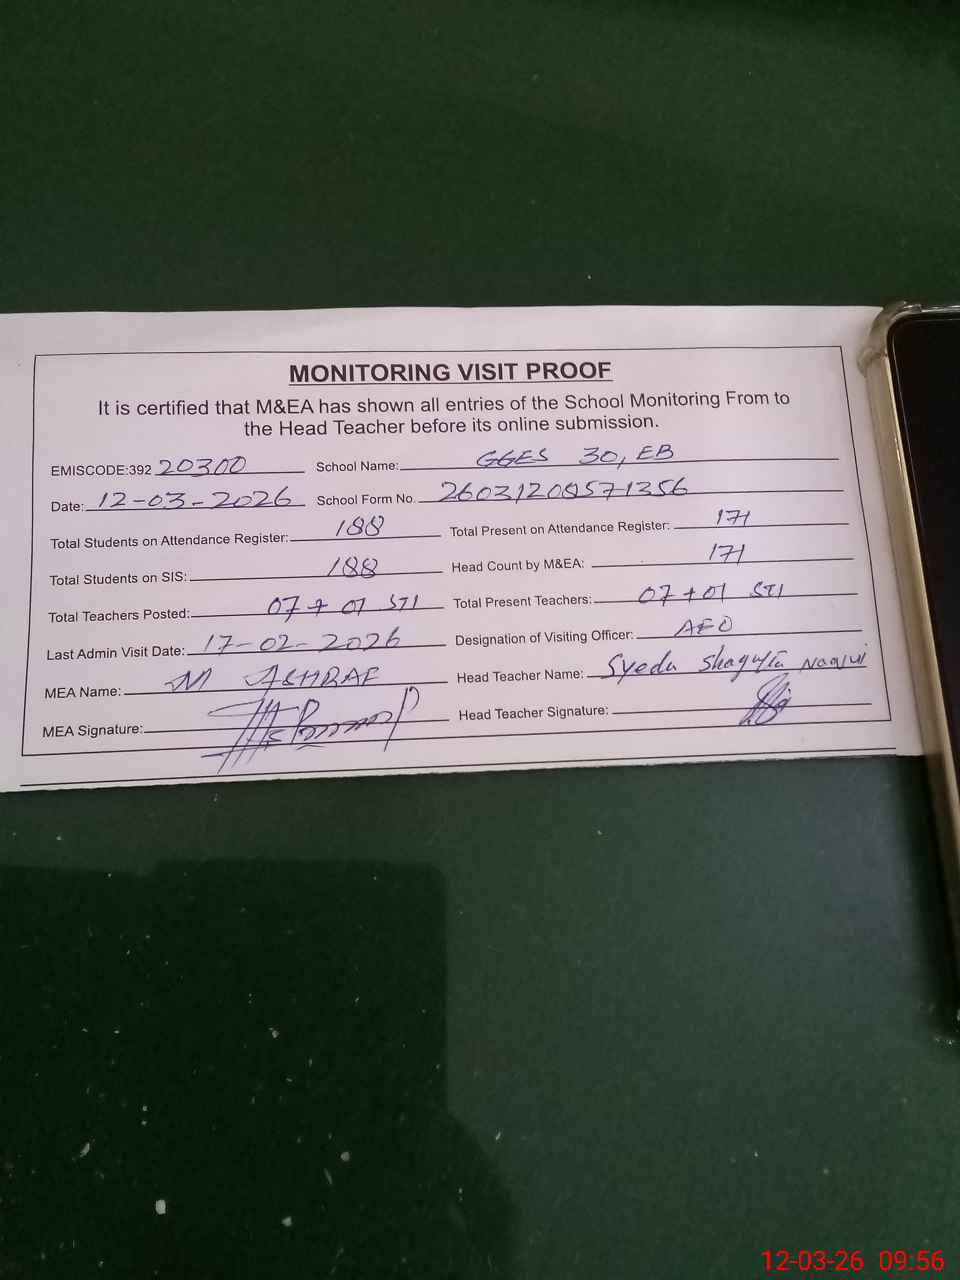 MONITORING VISIT PROOF
It is certified that M&EA has shown all entries of the School Monitoring From to
the Head Teacher before its online submission.
EMISCODE:392 20300 School Name: GGES 30, EB
Date: 12-03-2026 School Form No. 26031208571356
Total Students on Attendance Register: 188 Total Present on Attendance Register: 171
Total Students on SIS: 188 Head Count by M&EA: 171
Total Teachers Posted: 07 + 01 STI Total Present Teachers: 07 + 01 STI
Last Admin Visit Date: 17-02-2026 Designation of Visiting Officer: AEO
MEA Name: M ASHRAF Head Teacher Name: Syeda Shagufta Naqvi
MEA Signature: Head Teacher Signature:
12-03-26 09:56